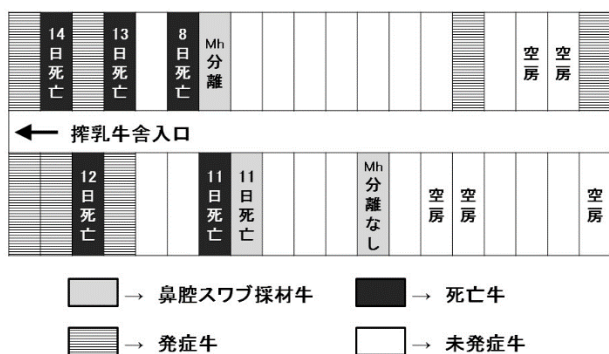 14日死亡
13日死亡
8日死亡
Mh分離
空房
空房
← 搾乳牛舎入口
12日死亡
11日死亡
11日死亡
Mh分離なし
空房
空房
空房
→ 鼻腔スワブ採材牛
→ 死亡牛
→ 発症牛
→ 未発症牛